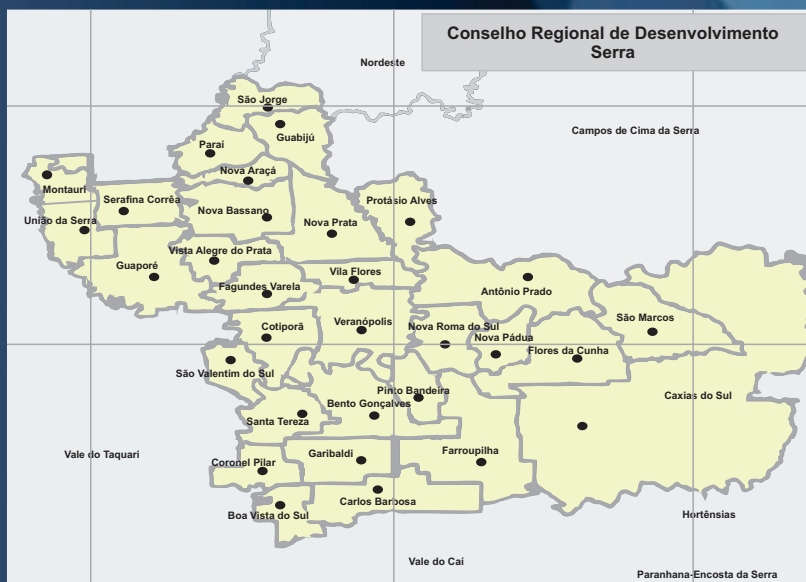 Conselho Regional de Desenvolvimento
Serra
Nordeste
São Jorge
Campos de Cima da Serra
Guabijú
Paraí
Nova Araçá
Montauri
Serafina Corrêa
Protásio Alves
Nova Bassano
União da Serra
Nova Prata
Vista Alegre do Prata
Guaporé
Vila Flores
Fagundes Varela
Antônio Prado
São Marcos
Veranópolis
Cotiporã
Nova Roma do Sul
Nova Pádua
Flores da Cunha
São Valentim do Sul
Pinto Bandeira
Caxias do Sul
Bento Gonçalves
Santa Tereza
Vale do Taquari
Garibaldi
Farroupilha
Coronel Pilar
Carlos Barbosa
Boa Vista do Sul
Hortênsias
Vale do Caí
Paranhana-Encosta da Serra